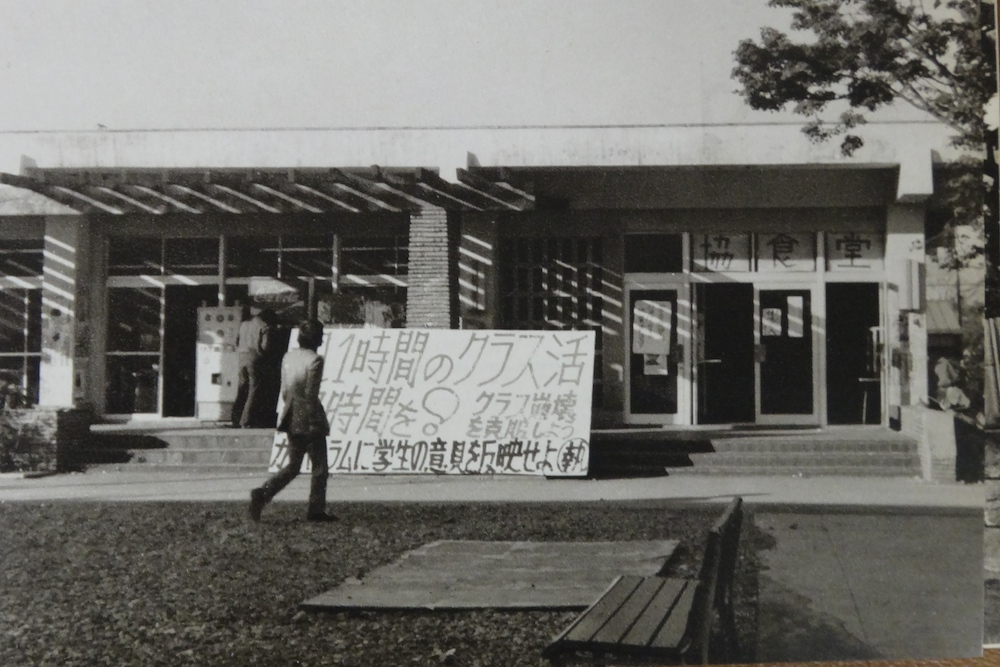 協食堂
1時間のクラス活
時間を?
クラス崩壊
を克服しよう
ラムに学生の意見を反映せよ執